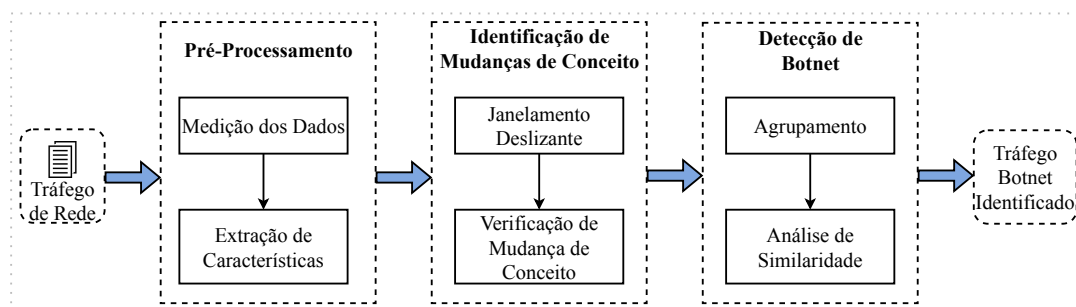 Tráfego
de Rede
Pré-Processamento
Medição dos Dados
Extração de
Características
Identificação de
Mudanças de Conceito
Janelamento
Deslizante
Verificação de
Mudança de
Conceito
Detecção de
Botnet
Agrupamento
Análise de
Similaridade
Tráfego
Botnet
Identificado